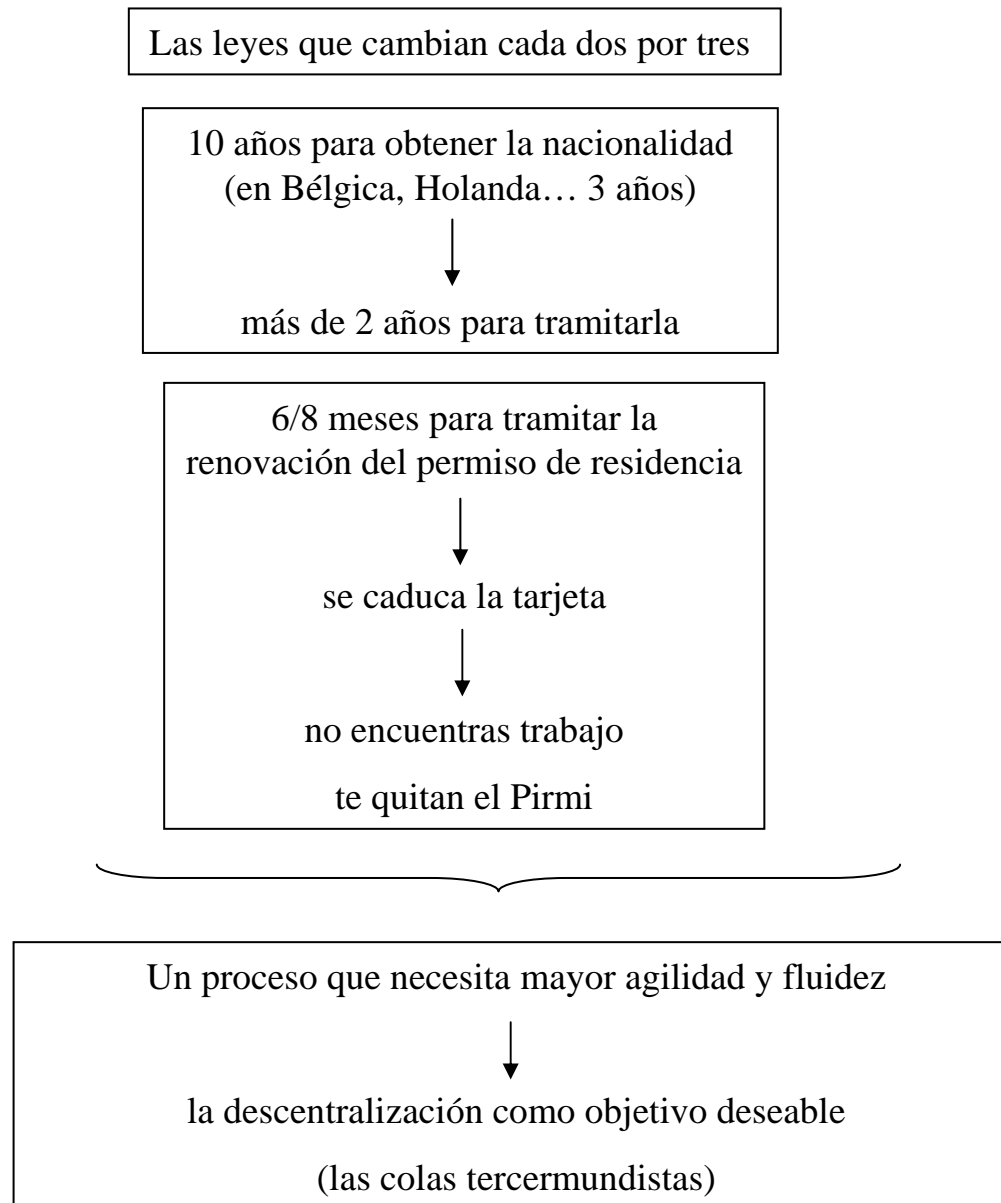 Las leyes que cambian cada dos por tres
10 años para obtener la nacionalidad
(en Bélgica, Holanda… 3 años)
más de 2 años para tramitarla
6/8 meses para tramitar la
renovación del permiso de residencia
se caduca la tarjeta
no encuentras trabajo
te quitan el Pirmi
Un proceso que necesita mayor agilidad y fluidez
la descentralización como objetivo deseable
(las colas tercermundistas)